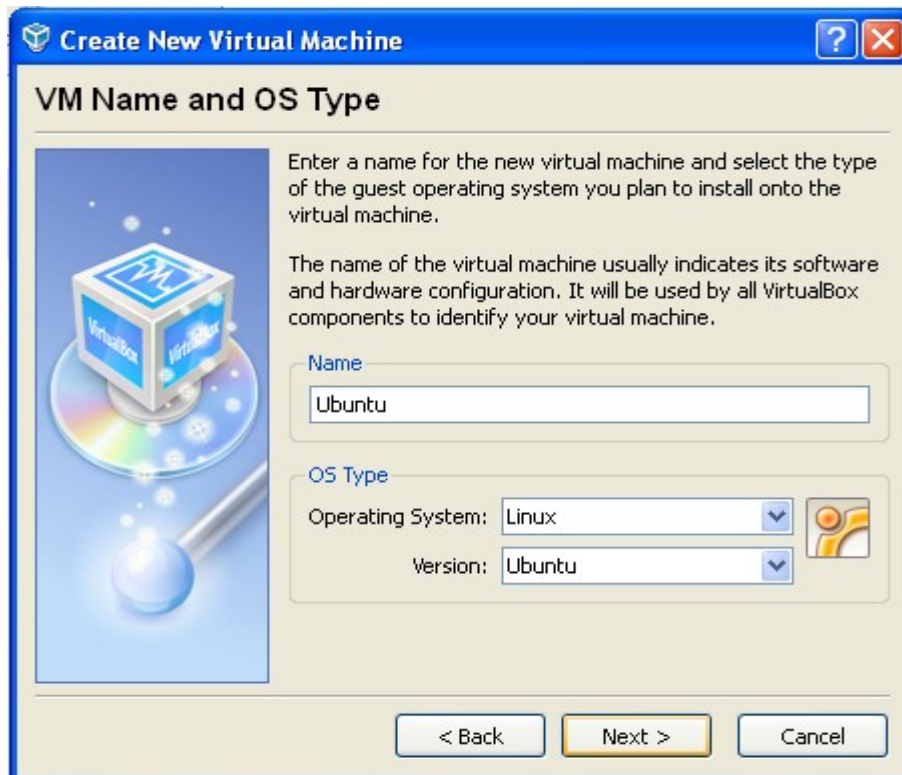 Create New Virtual Machine
VM Name and OS Type
Enter a name for the new virtual machine and select the type
of the guest operating system you plan to install onto the
virtual machine.
The name of the virtual machine usually indicates its software
and hardware configuration. It will be used by all VirtualBox
components to identify your virtual machine.
VirtualBox
VirtualBox
Name
Ubuntu
OS Type
Operating System: Linux
Version: Ubuntu
< Back Next > Cancel